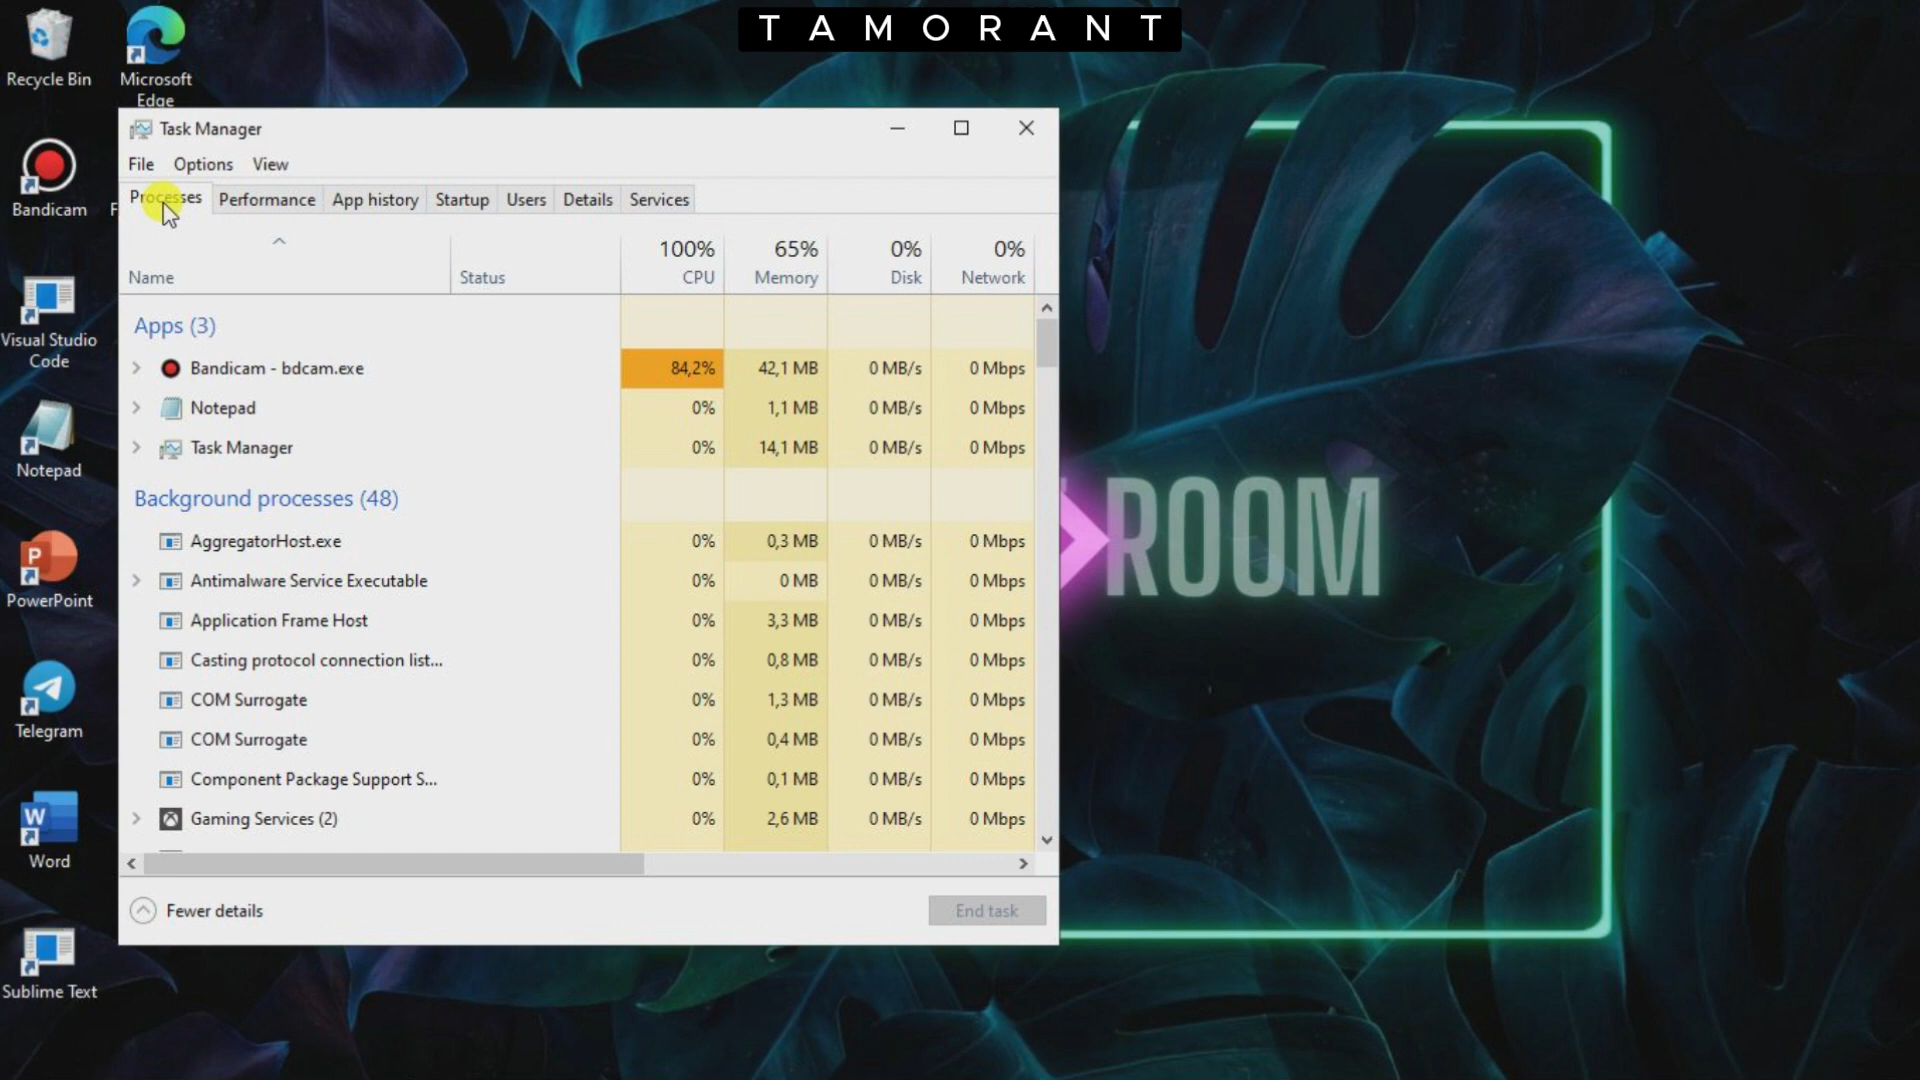 TAMORANT
Recycle Bin
Microsoft
Edge
Bandicam
Visual Studio
Code
Notepad
PowerPoint
Telegram
Word
Sublime Text
Task Manager
File Options View
Processes Performance App history Startup Users Details Services
100% 65% 0% 0%
Name Status CPU Memory Disk Network
Apps (3)
Bandicam - bdcam.exe 84,2% 42,1 MB 0 MB/s 0 Mbps
Notepad 0% 1,1 MB 0 MB/s 0 Mbps
Task Manager 0% 14,1 MB 0 MB/s 0 Mbps
Background processes (48)
AggregatorHost.exe 0% 0,3 MB 0 MB/s 0 Mbps
Antimalware Service Executable 0% 0 MB 0 MB/s 0 Mbps
Application Frame Host 0% 3,3 MB 0 MB/s 0 Mbps
Casting protocol connection list... 0% 0,8 MB 0 MB/s 0 Mbps
COM Surrogate 0% 1,3 MB 0 MB/s 0 Mbps
COM Surrogate 0% 0,4 MB 0 MB/s 0 Mbps
Component Package Support S... 0% 0,1 MB 0 MB/s 0 Mbps
Gaming Services (2) 0% 2,6 MB 0 MB/s 0 Mbps
Fewer details End task
ROOM